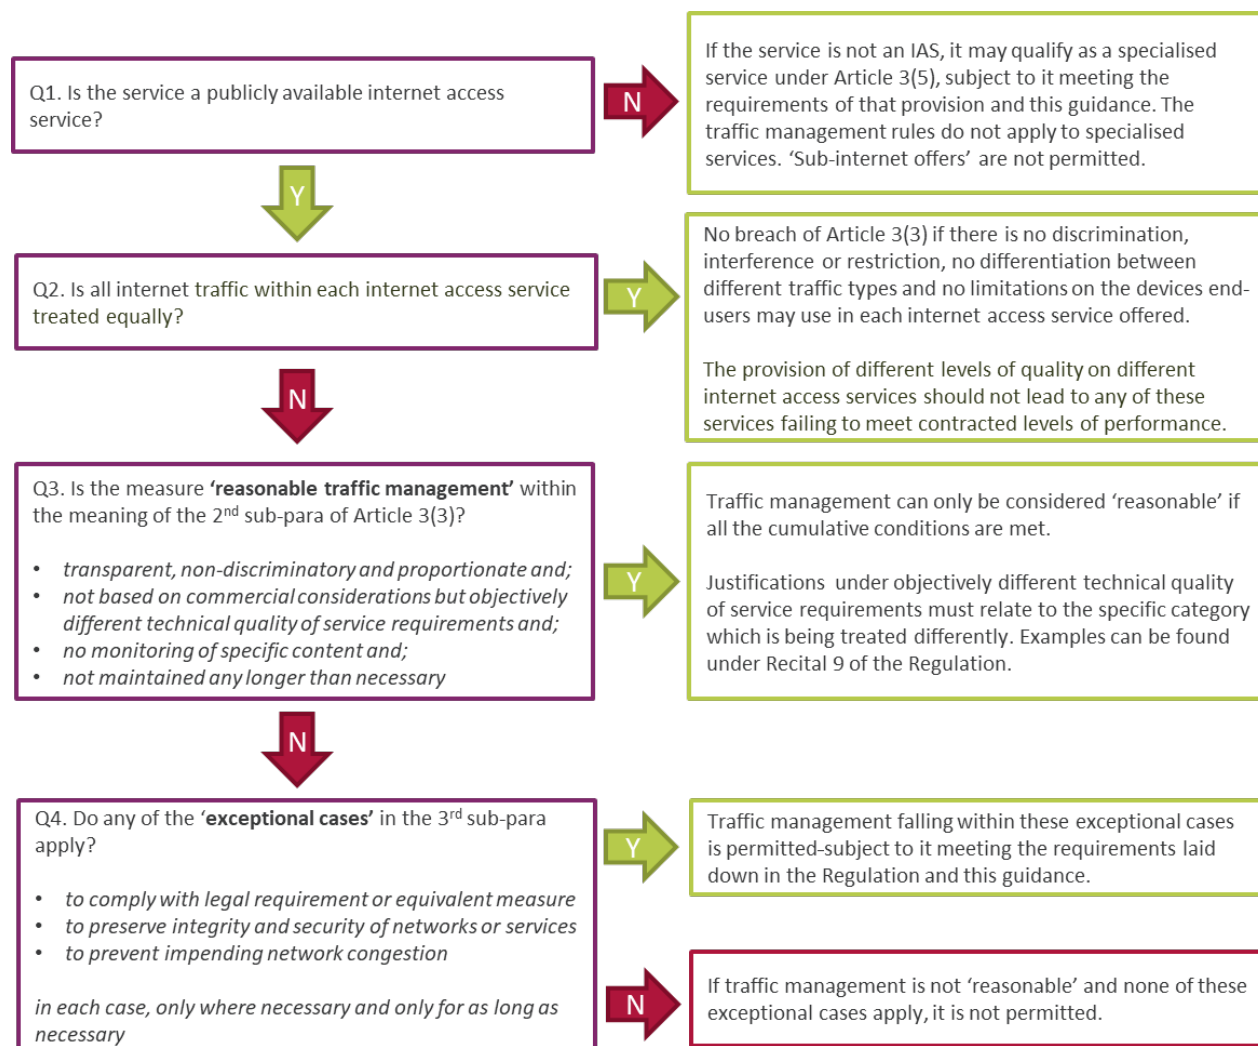 Q1. Is the service a publicly available internet access
service?
N
If the service is not an IAS, it may qualify as a specialised
service under Article 3(5), subject to it meeting the
requirements of that provision and this guidance. The
traffic management rules do not apply to specialised
services. ‘Sub-internet offers’ are not permitted.
Y
Q2. Is all internet traffic within each internet access service
treated equally?
Y
No breach of Article 3(3) if there is no discrimination,
interference or restriction, no differentiation between
different traffic types and no limitations on the devices end-
users may use in each internet access service offered.
The provision of different levels of quality on different
internet access services should not lead to any of these
services failing to meet contracted levels of performance.
N
Q3. Is the measure ‘reasonable traffic management’ within
the meaning of the 2nd sub-para of Article 3(3)?
• transparent, non-discriminatory and proportionate and;
• not based on commercial considerations but objectively
different technical quality of service requirements and;
• no monitoring of specific content and;
• not maintained any longer than necessary
Y
Traffic management can only be considered ‘reasonable’ if
all the cumulative conditions are met.
Justifications under objectively different technical quality
of service requirements must relate to the specific category
which is being treated differently. Examples can be found
under Recital 9 of the Regulation.
N
Q4. Do any of the ‘exceptional cases’ in the 3rd sub-para
apply?
• to comply with legal requirement or equivalent measure
• to preserve integrity and security of networks or services
• to prevent impending network congestion
in each case, only where necessary and only for as long as
necessary
Y
Traffic management falling within these exceptional cases
is permitted-subject to it meeting the requirements laid
down in the Regulation and this guidance.
N
If traffic management is not ‘reasonable’ and none of these
exceptional cases apply, it is not permitted.